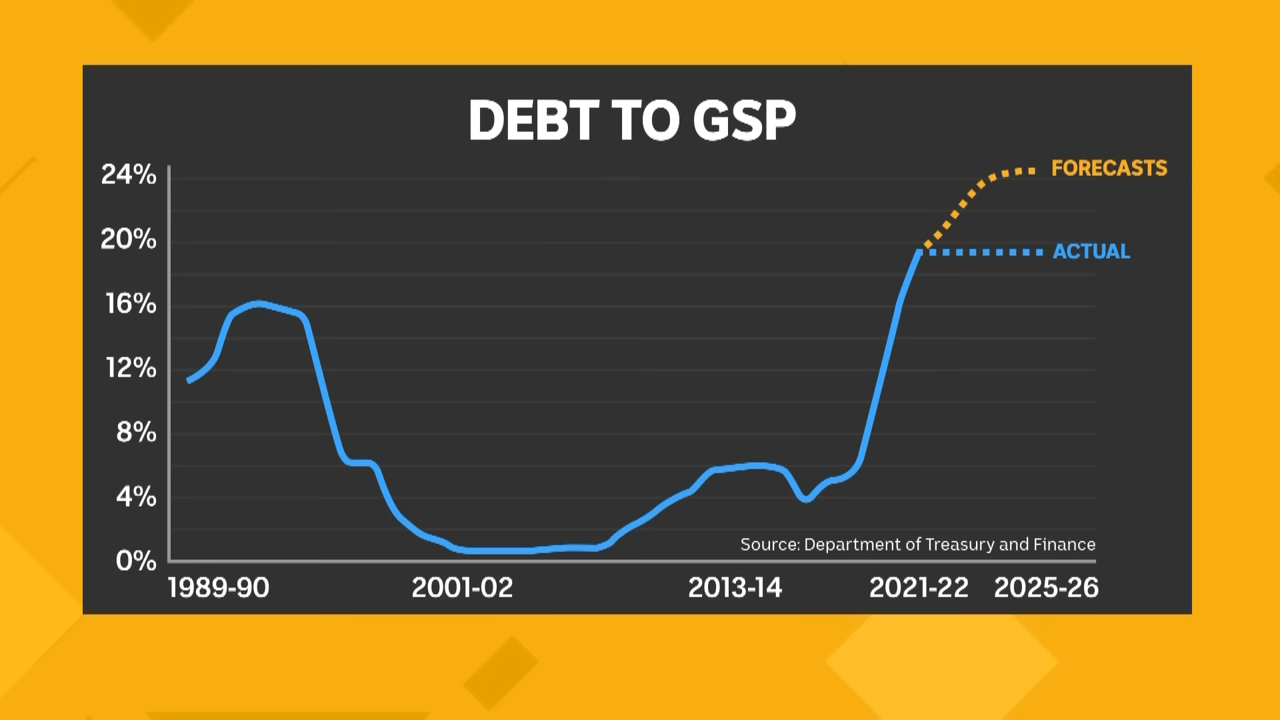 DEBT TO GSP
24%
FORECASTS
20%
ACTUAL
16%
12%
8%
4%
Source: Department of Treasury and Finance
0%
1989-90 2001-02 2013-14 2021-22 2025-26